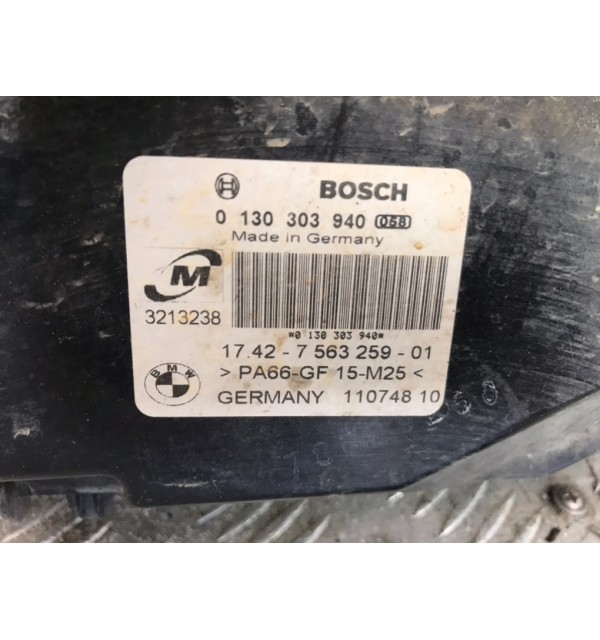 BOSCH
0 130 303 940 058
Made in Germany
M
3213238
*0 130 303 940*
17.42 - 7 563 259 - 01
> PA66-GF 15-M25 <
BMW
GERMANY 110748 10